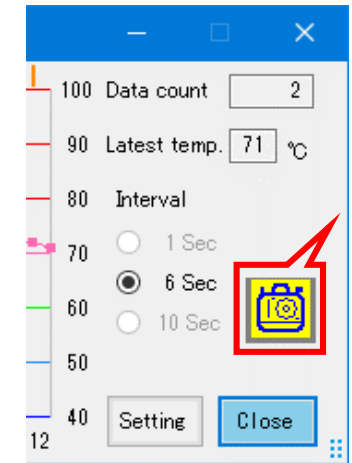 100 Data count 2
90 Latest temp. 71 ℃
80 Interval
70 1 Sec
6 Sec
60 10 Sec
50
40 Setting Close
12